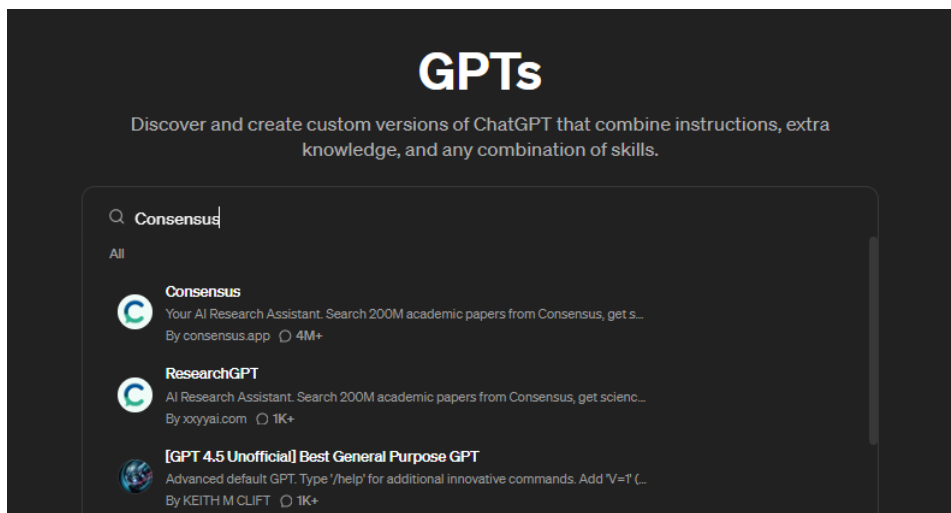 GPTs
Discover and create custom versions of ChatGPT that combine instructions, extra
knowledge, and any combination of skills.
Consensus
All
Consensus
Your AI Research Assistant. Search 200M academic papers from Consensus, get s...
By consensus.app 4M+
ResearchGPT
AI Research Assistant. Search 200M academic papers from Consensus, get scienc...
By xxyyai.com 1K+
[GPT 4.5 Unofficial] Best General Purpose GPT
Advanced default GPT. Type '/help' for additional innovative commands. Add 'V=1' (...
By KEITH M CLIFT 1K+